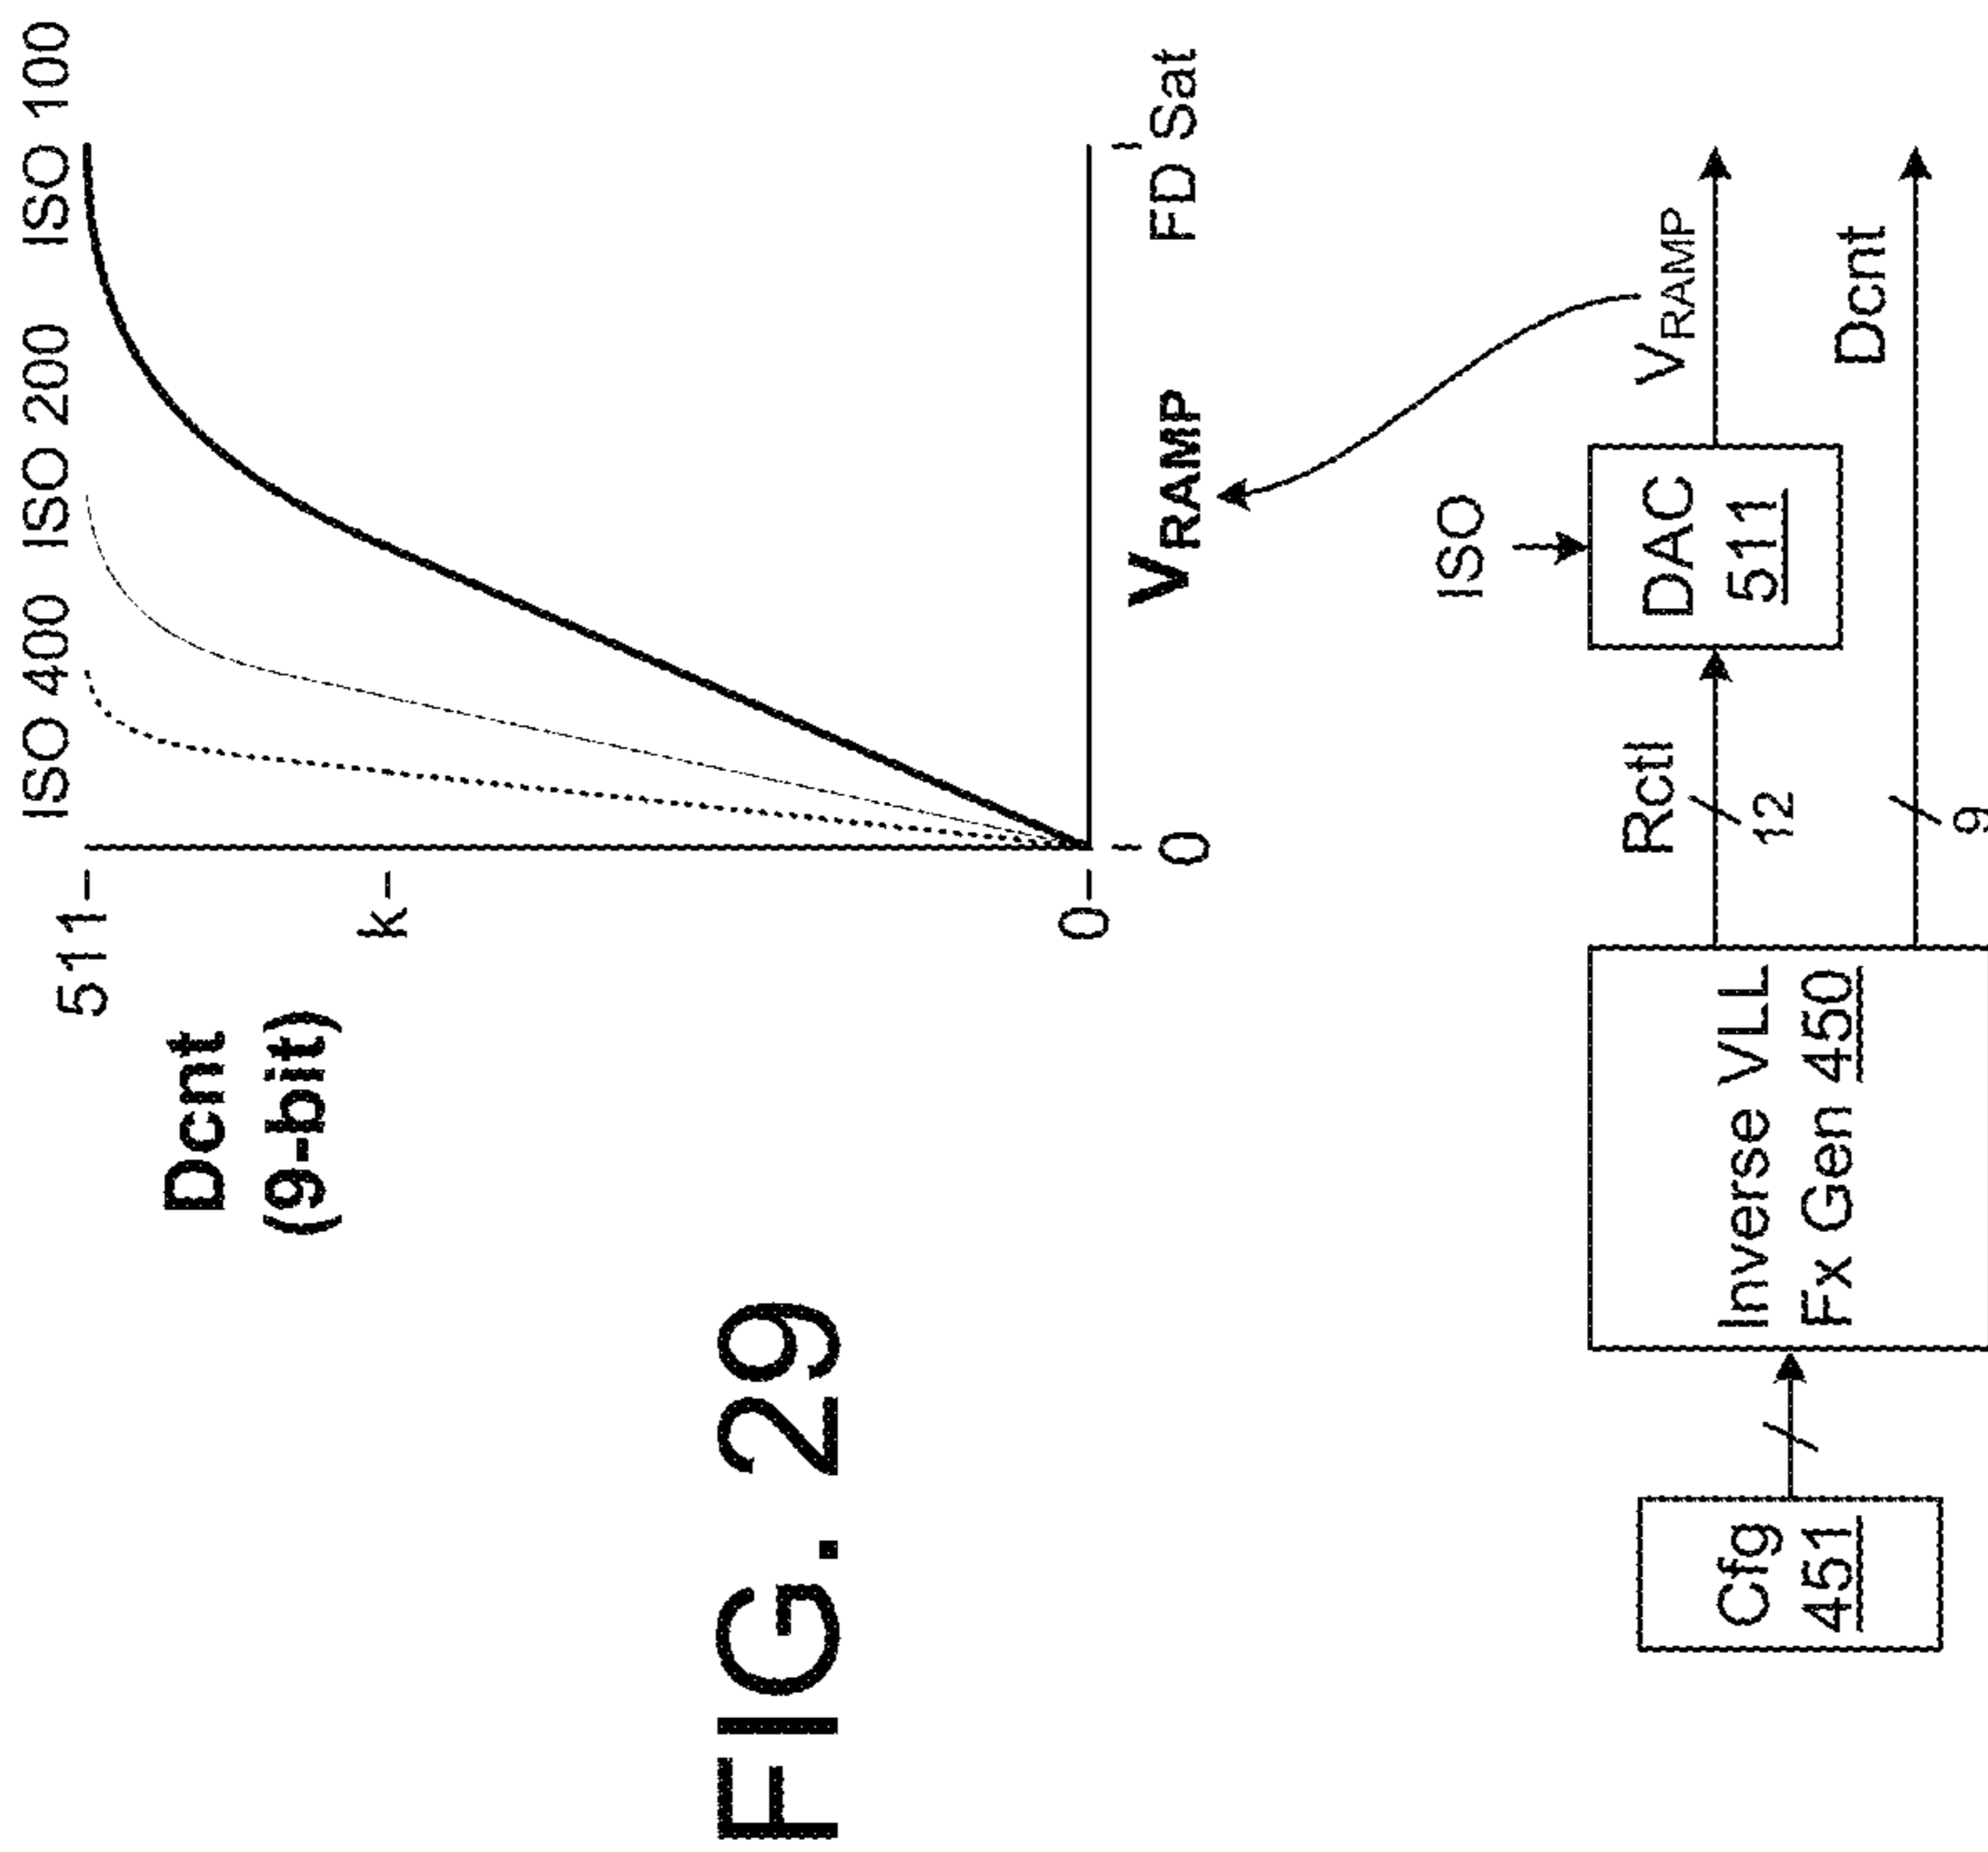 FIG. 29
Dcnt
(9-bit)
511
k
0
ISO 400
ISO 200
ISO 100
0
VRAMP
FD Sat
Cfg
451
Inverse VLL
Fx Gen 450
Rctl
12
9
ISO
DAC
511
VRAMP
Dcnt